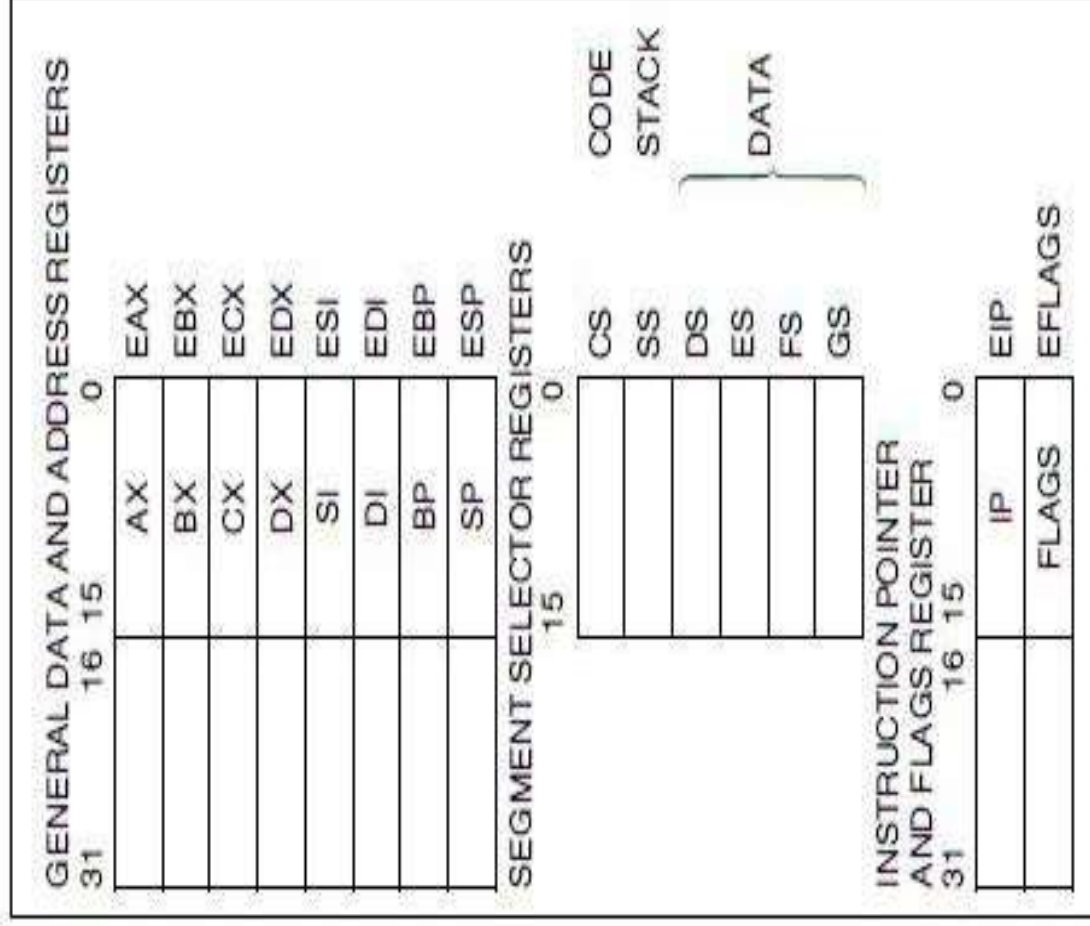 GENERAL DATA AND ADDRESS REGISTERS
31 16 15 0
AX EAX
BX EBX
CX ECX
DX EDX
SI ESI
DI EDI
BP EBP
SP ESP
SEGMENT SELECTOR REGISTERS
15 0
CS CODE
SS STACK
DS
ES DATA
FS
GS
INSTRUCTION POINTER
AND FLAGS REGISTER
31 16 15 0
IP EIP
FLAGS EFLAGS